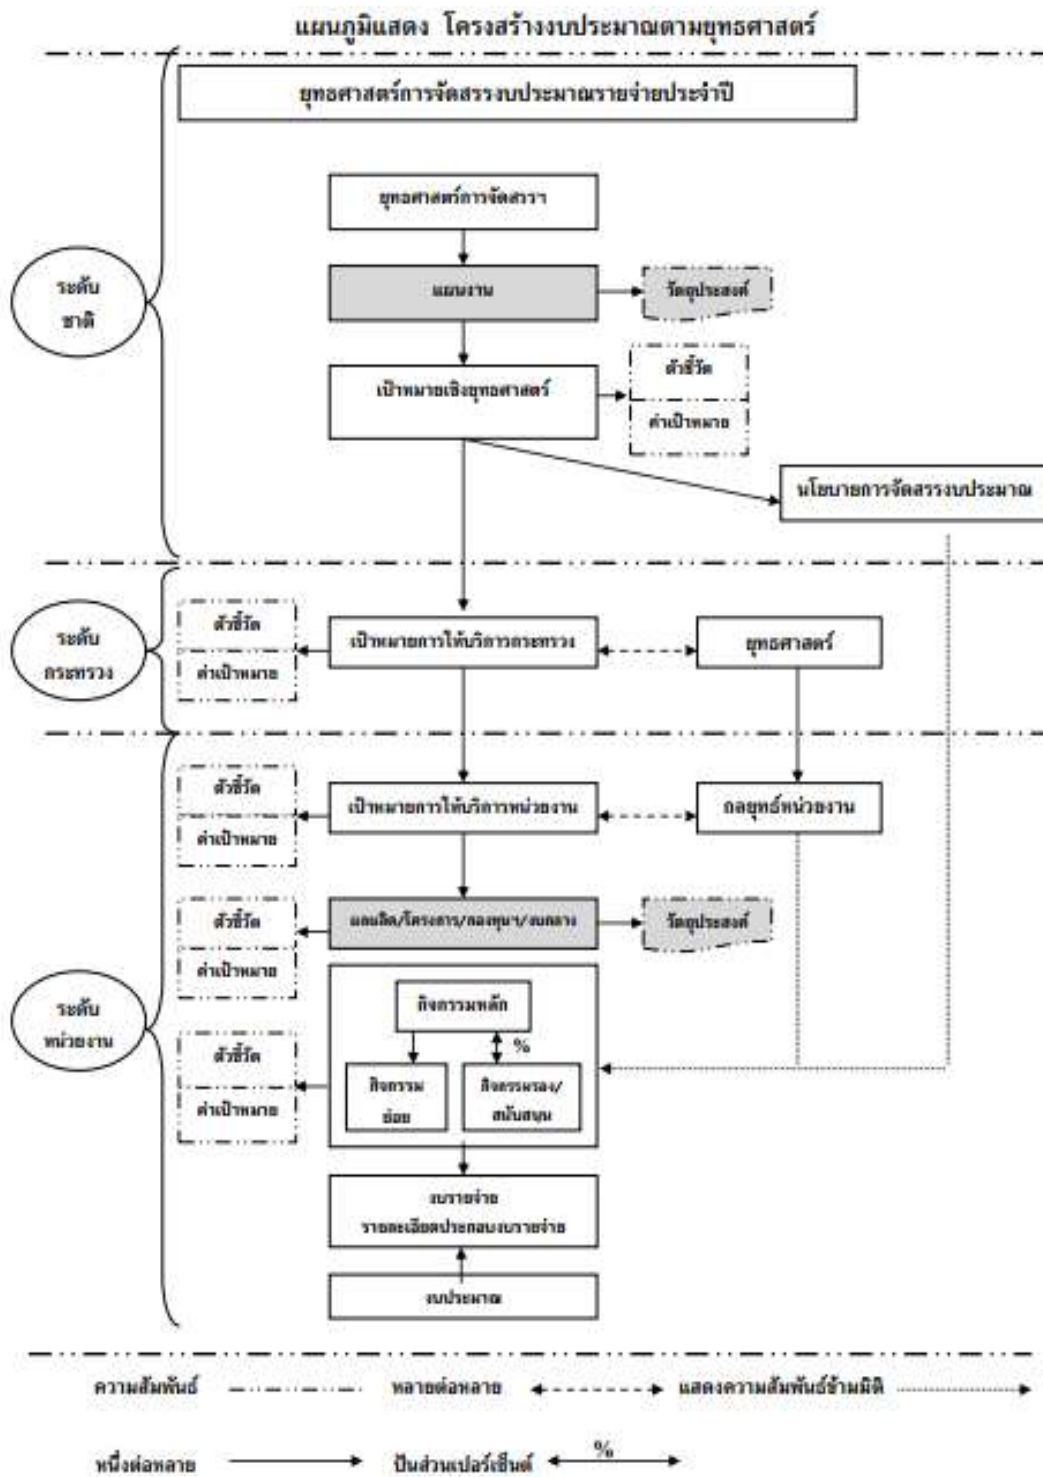 แผนภูมิแสดง โครงสร้างงบประมาณตามยุทธศาสตร์
ยุทธศาสตร์การจัดสรรงบประมาณรายจ่ายประจำปี
ยุทธศาสตร์การจัดสรรฯ
ระดับ
ชาติ
แผนงาน
วัตถุประสงค์
เป้าหมายเชิงยุทธศาสตร์
ตัวชี้วัด
ค่าเป้าหมาย
นโยบายการจัดสรรงบประมาณ
ระดับ
กระทรวง
ตัวชี้วัด
ค่าเป้าหมาย
เป้าหมายการให้บริการกระทรวง
ยุทธศาสตร์
ตัวชี้วัด
ค่าเป้าหมาย
เป้าหมายการให้บริการหน่วยงาน
กลยุทธ์หน่วยงาน
ตัวชี้วัด
ค่าเป้าหมาย
ผลผลิต/โครงการ/กองทุนฯ/งบกลาง
วัตถุประสงค์
ระดับ
หน่วยงาน
กิจกรรมหลัก
%
ตัวชี้วัด
ค่าเป้าหมาย
กิจกรรม
ย่อย
กิจกรรมรอง/
สนับสนุน
งบรายจ่าย
รายละเอียดประกอบงบรายจ่าย
งบประมาณ
ความสัมพันธ์ หลายต่อหลาย แสดงความสัมพันธ์ข้ามมิติ
หนึ่งต่อหลาย ปันส่วนเปอร์เซ็นต์ %